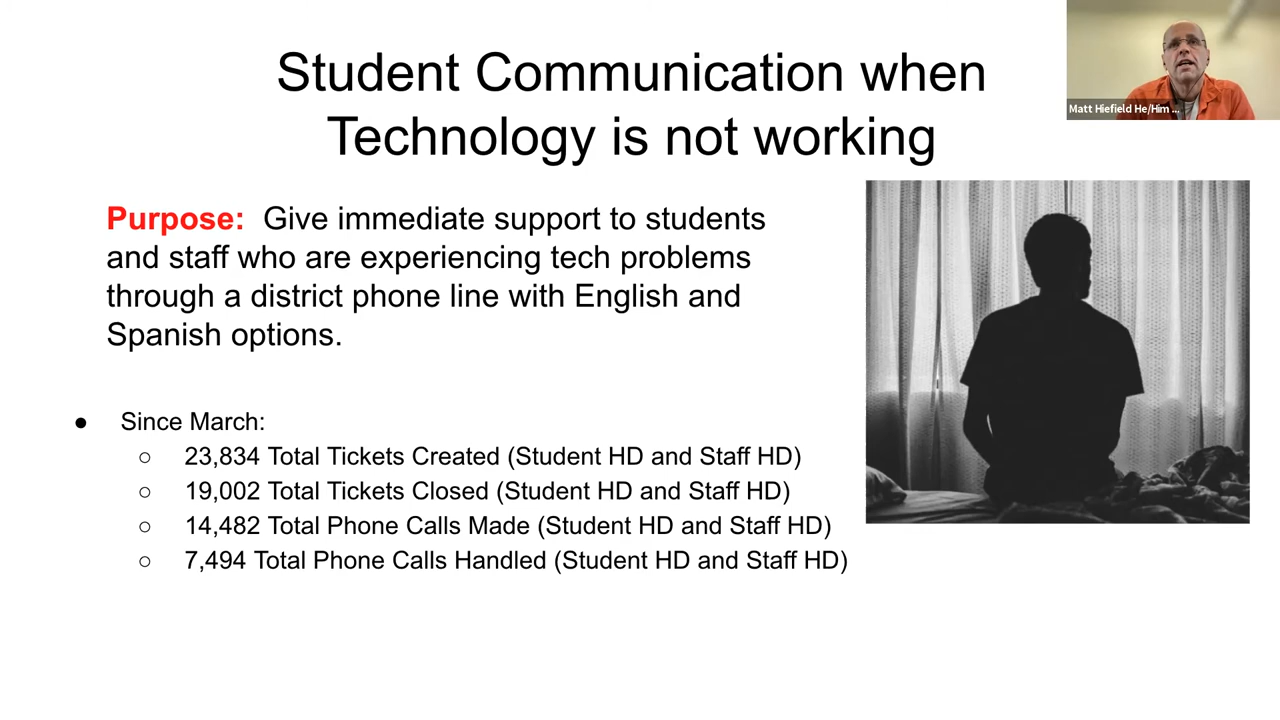 Student Communication when
Technology is not working
Matt Hiefield He/Him ...
Purpose: Give immediate support to students
and staff who are experiencing tech problems
through a district phone line with English and
Spanish options.
● Since March:
○ 23,834 Total Tickets Created (Student HD and Staff HD)
○ 19,002 Total Tickets Closed (Student HD and Staff HD)
○ 14,482 Total Phone Calls Made (Student HD and Staff HD)
○ 7,494 Total Phone Calls Handled (Student HD and Staff HD)